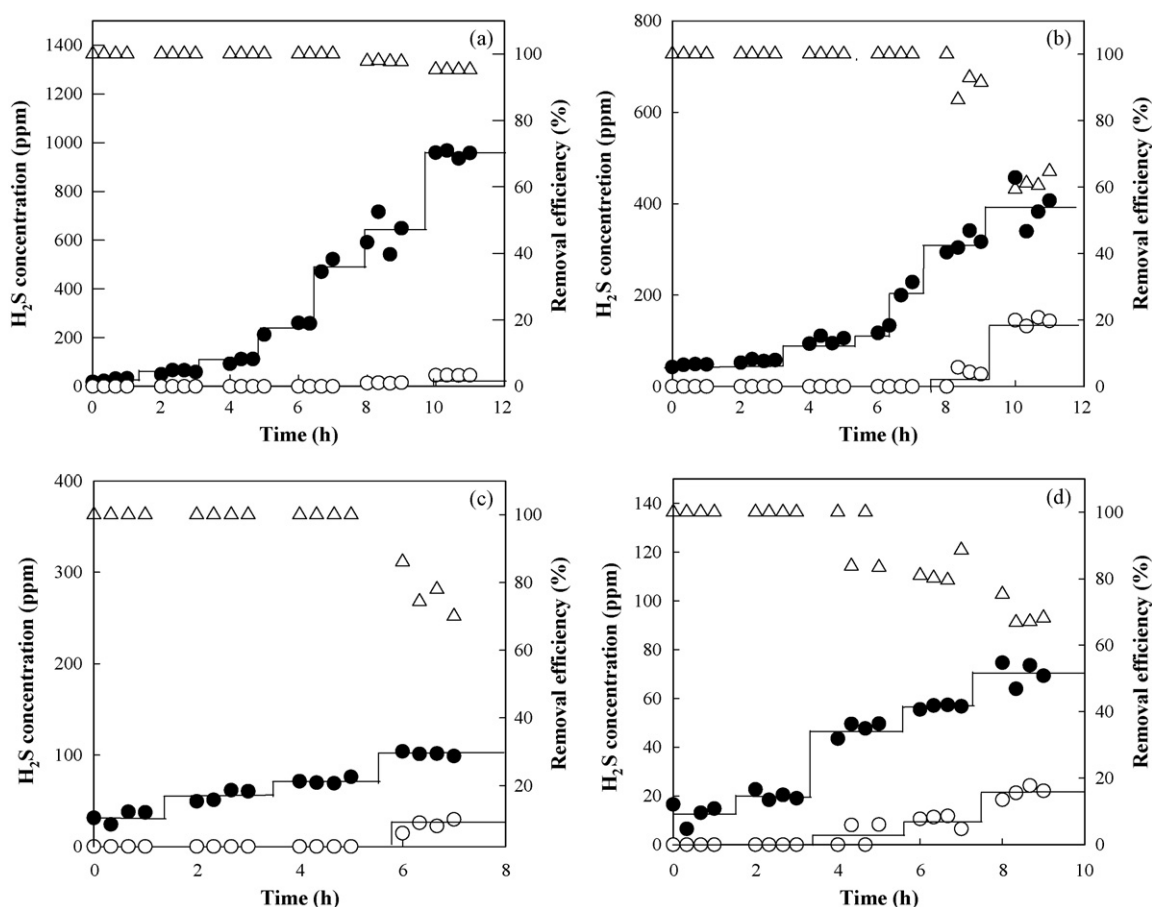 (a)
H2S concentration (ppm)
1400
1200
1000
800
600
400
200
0
0 2 4 6 8 10 12
Time (h)
100
80
60
40
20
0
Removal efficiency (%)
(b)
H2S concentretion (ppm)
800
600
400
200
0
0 2 4 6 8 10 12
Time (h)
100
80
60
40
20
0
Removal efficiency (%)
(c)
H2S concentration (ppm)
400
300
200
100
0
0 2 4 6 8
Time (h)
100
80
60
40
20
0
Removal efficiency (%)
(d)
H2S concentration (ppm)
140
120
100
80
60
40
20
0
0 2 4 6 8 10
Time (h)
100
80
60
40
20
0
Removal efficiency (%)